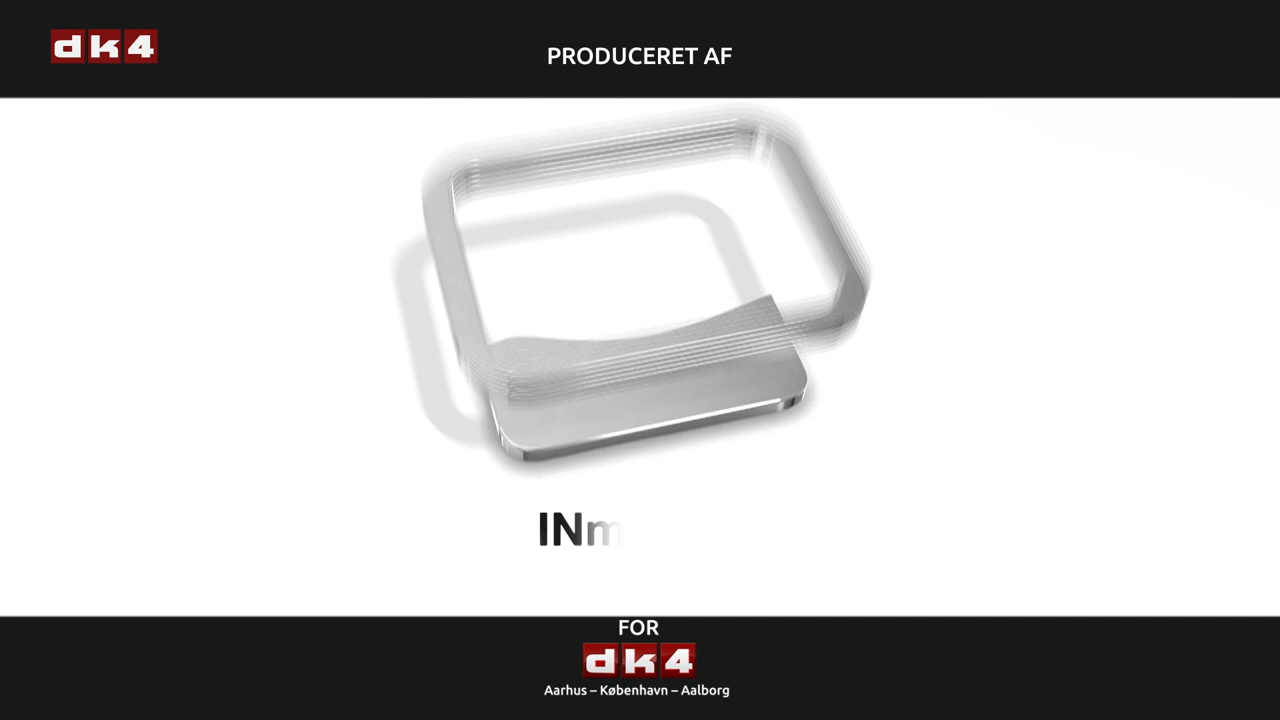 dk4
PRODUCERET AF
INm
FOR
dk4
Aarhus – København – Aalborg